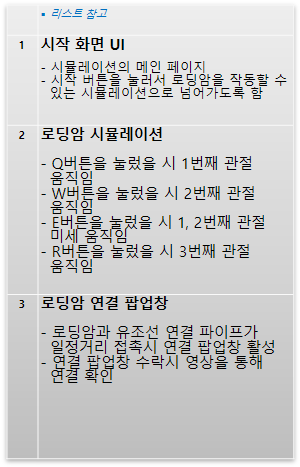 • 리스트 참고
1 시작 화면 UI
- 시뮬레이션의 메인 페이지
- 시작 버튼을 눌러서 로딩암을 작동할 수
있는 시뮬레이션으로 넘어가도록 함
2 로딩암 시뮬레이션
- Q버튼을 눌렀을 시 1번째 관절
움직임
- W버튼을 눌렀을 시 2번째 관절
움직임
- E버튼을 눌렀을 시 1, 2번째 관절
미세 움직임
- R버튼을 눌렀을 시 3번째 관절
움직임
3 로딩암 연결 팝업창
- 로딩암과 유조선 연결 파이프가
일정거리 접촉시 연결 팝업창 활성
- 연결 팝업창 수락시 영상을 통해
연결 확인